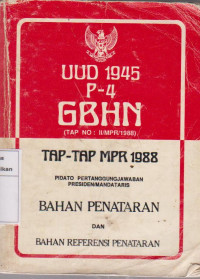 UUD 1945
P-4
GBHN
(TAP NO: II/MPR/1988)
TAP-TAP MPR 1988
PIDATO PERTANGGUNGJAWABAN
PRESIDEN/MANDATARIS
BAHAN PENATARAN
DAN
BAHAN REFERENSI PENATARAN